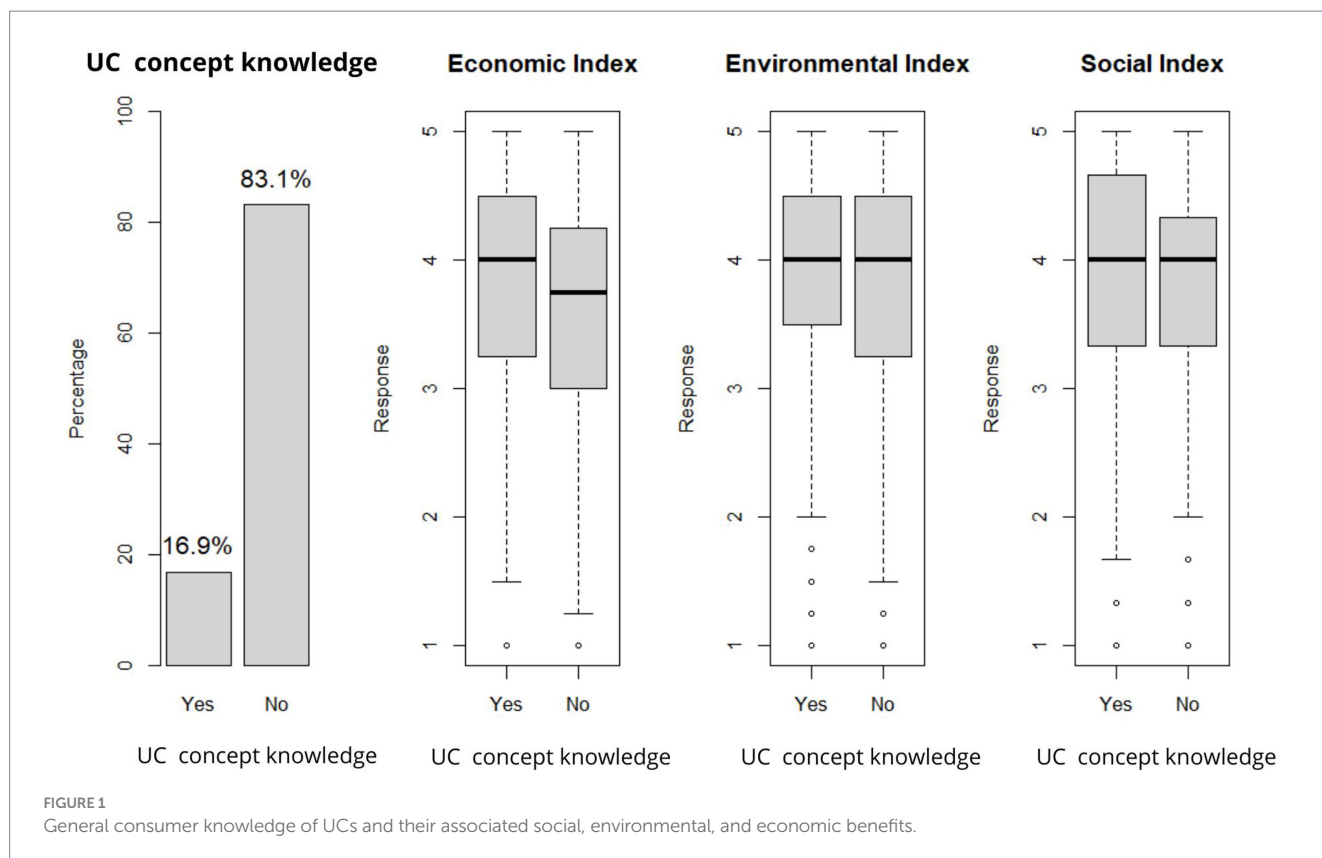 UC concept knowledge
Percentage
100
80
60
40
20
0
16.9%
83.1%
Yes No
UC concept knowledge
Economic Index
Response
5
4
3
2
1
Yes No
UC concept knowledge
Environmental Index
Response
5
4
3
2
1
Yes No
UC concept knowledge
Social Index
Response
5
4
3
2
1
Yes No
UC concept knowledge
FIGURE 1
General consumer knowledge of UCs and their associated social, environmental, and economic benefits.